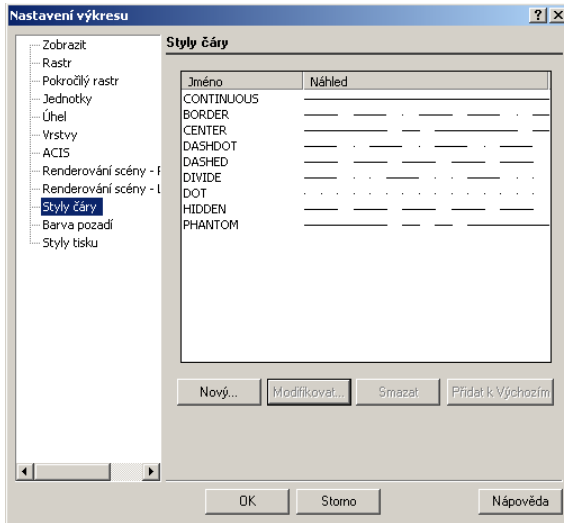 Nastavení výkresu
Zobrazit
Rastr
Pokročilý rastr
Jednotky
Úhel
Vrstvy
ACIS
Renderování scény -
Renderování scény -
Styly čáry
Barva pozadí
Styly tisku
Styly čáry
Jméno Náhled
CONTINUOUS
BORDER
CENTER
DASHDOT
DASHED
DIVIDE
DOT
HIDDEN
PHANTOM
Nový... Modifikovat... Smazat Přidat k Výchozím
OK Storno Nápověda